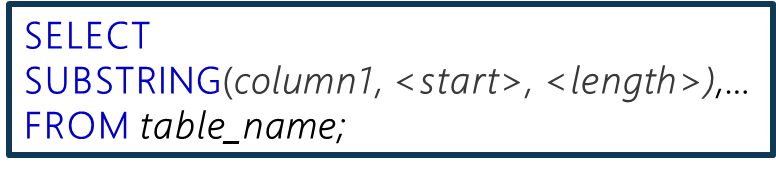 SELECT
SUBSTRING(column1, <start>, <length>),...
FROM table_name;